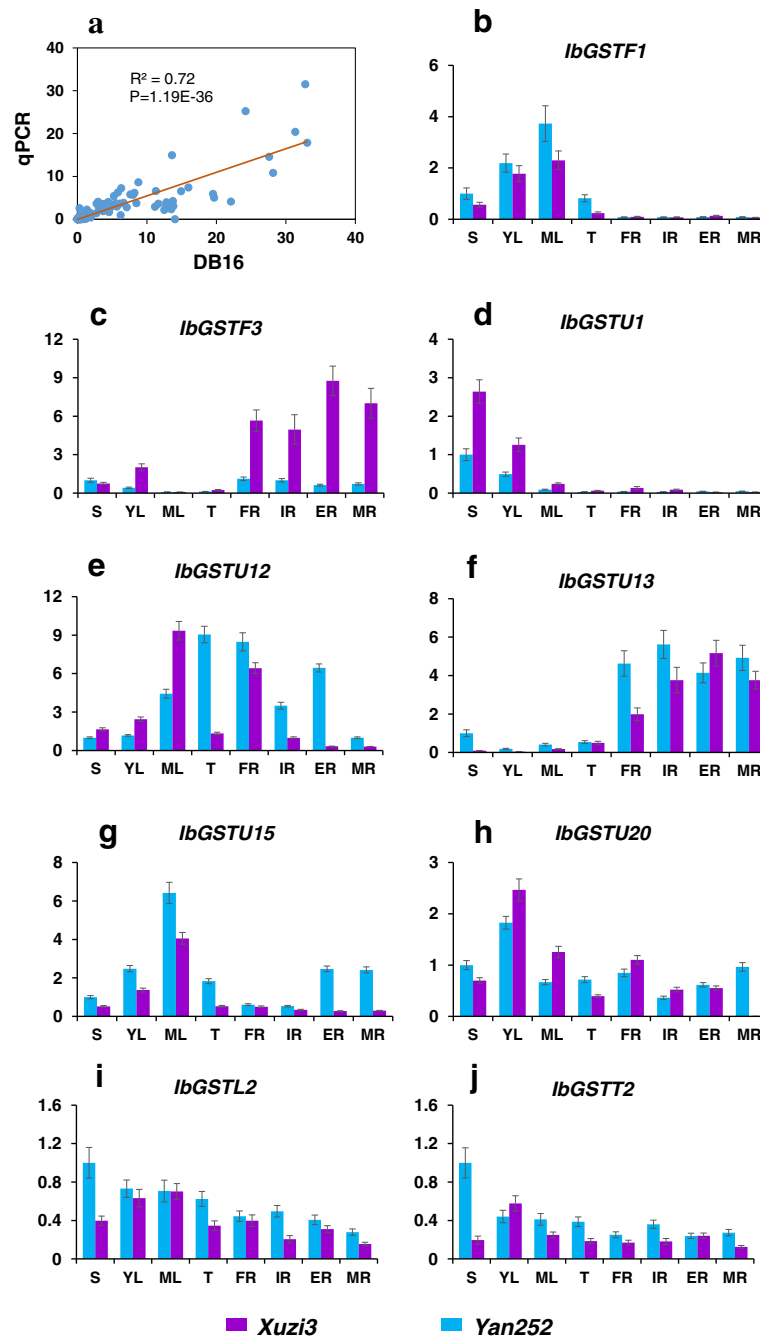 a
50
40
30
20
10
0
qPCR
R² = 0.72
P=1.19E-36
0 10 20 30 40
DB16
b
IbGSTF1
6
4
2
0
S YL ML T FR IR ER MR
c
IbGSTF3
12
9
6
3
0
S YL ML T FR IR ER MR
d
IbGSTU1
4
3
2
1
0
S YL ML T FR IR ER MR
e
IbGSTU12
12
9
6
3
0
S YL ML T FR IR ER MR
f
IbGSTU13
8
6
4
2
0
S YL ML T FR IR ER MR
g
IbGSTU15
8
6
4
2
0
S YL ML T FR IR ER MR
h
IbGSTU20
3
2
1
0
S YL ML T FR IR ER MR
i
IbGSTL2
1.6
1.2
0.8
0.4
0
S YL ML T FR IR ER MR
j
IbGSTT2
1.6
1.2
0.8
0.4
0
S YL ML T FR IR ER MR
Xuzi3 Yan252